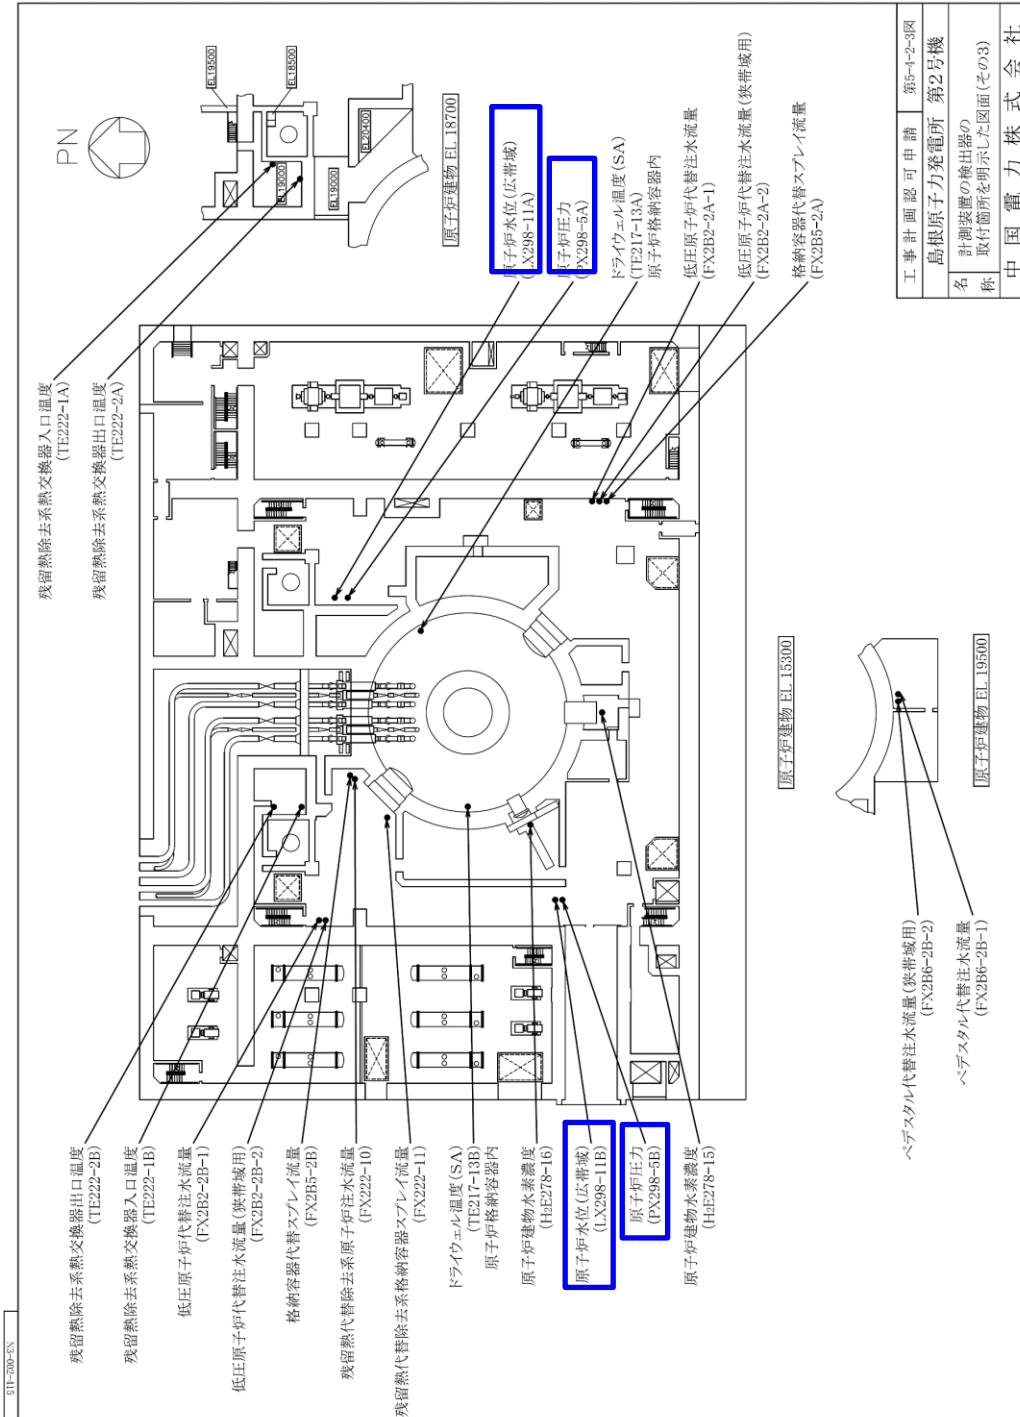 PN
EL19500
EL18500
EL20400
EL19000
EL19000
原子炉建物 EL 18700
残留熱除去系熱交換器入口温度
(TE222-1A)
残留熱除去系熱交換器出口温度
(TE222-2A)
原子炉水位(広帯域)
(LX298-11A)
原子炉圧力
(PX298-5A)
ドライウェル温度(SA)
(TE217-13A)
原子炉格納容器内
低圧原子炉代替注水流量
(FX2B2-2A-1)
低圧原子炉代替注水流量(狭帯域用)
(FX2B2-2A-2)
格納容器代替スプレイ流量
(FX2B5-2A)
残留熱除去系熱交換器出口温度
(TE222-2B)
残留熱除去系熱交換器入口温度
(TE222-1B)
低圧原子炉代替注水流量
(FX2B2-2B-1)
低圧原子炉代替注水流量(狭帯域用)
(FX2B2-2B-2)
格納容器代替スプレイ流量
(FX2B5-2B)
残留熱代替除去系原子炉注水流量
(FX222-10)
残留熱代替除去系格納容器スプレイ流量
(FX222-11)
ドライウェル温度(SA)
(TE217-13B)
原子炉格納容器内
原子炉建物水素濃度
(H2E278-16)
原子炉水位(広帯域)
(LX298-11B)
原子炉圧力
(PX298-5B)
原子炉建物水素濃度
(H2E278-15)
原子炉建物 EL 15300
ペデスタル代替注水流量(狭帯域用)
(FX2B6-2B-2)
ペデスタル代替注水流量
(FX2B6-2B-1)
原子炉建物 EL 19500
工事計画認可申請 第5-4-2-3図
島根原子力発電所 第2号機
名称
計測装置の検出器の
取付箇所を明示した図面(その3)
中国電力株式会社
N3-002-415